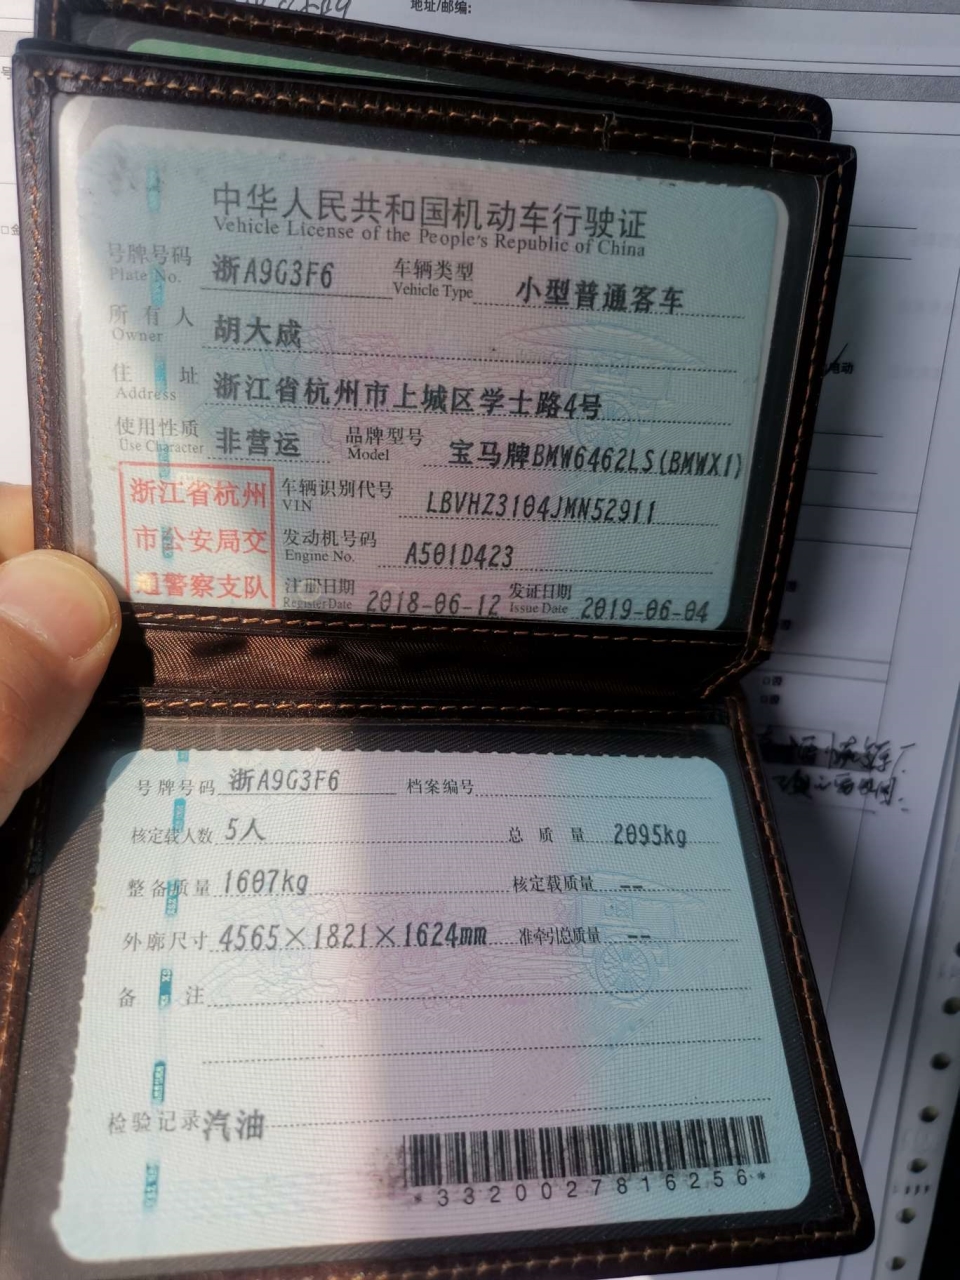 地址/邮编:
中华人民共和国机动车行驶证
Vehicle License of the People's Republic of China
号牌号码 浙A9G3F6 车辆类型 小型普通客车
Plate No. Vehicle Type
所有人 胡大成
Owner
住址 浙江省杭州市上城区学士路4号
Address
使用性质 非营运 品牌型号 宝马牌BMW6462LS(BMWX1)
Use Character Model
浙江省杭州 车辆识别代号 LBVHZ3104JMN52911
VIN
市公安局交 发动机号码 A501D423
Engine No.
通警察支队 注册日期 2018-06-12 发证日期 2019-06-04
Register Date Issue Date
号牌号码 浙A9G3F6 档案编号
核定载人数 5人 总质量 2095kg
整备质量 1607kg 核定载质量 --
外廓尺寸 4565×1821×1624mm 准牵引总质量 --
备注
检验记录 汽油
*3320027816256*